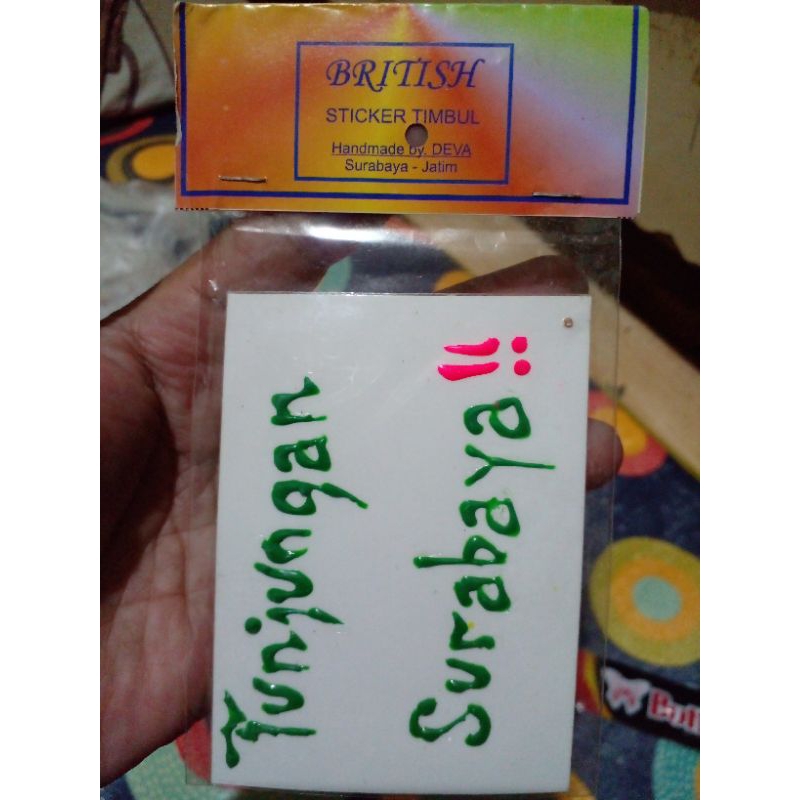 BRITISH
STICKER TIMBUL
Handmade by. DEVA
Surabaya - Jatim
Tunjungan
Surabaya!!